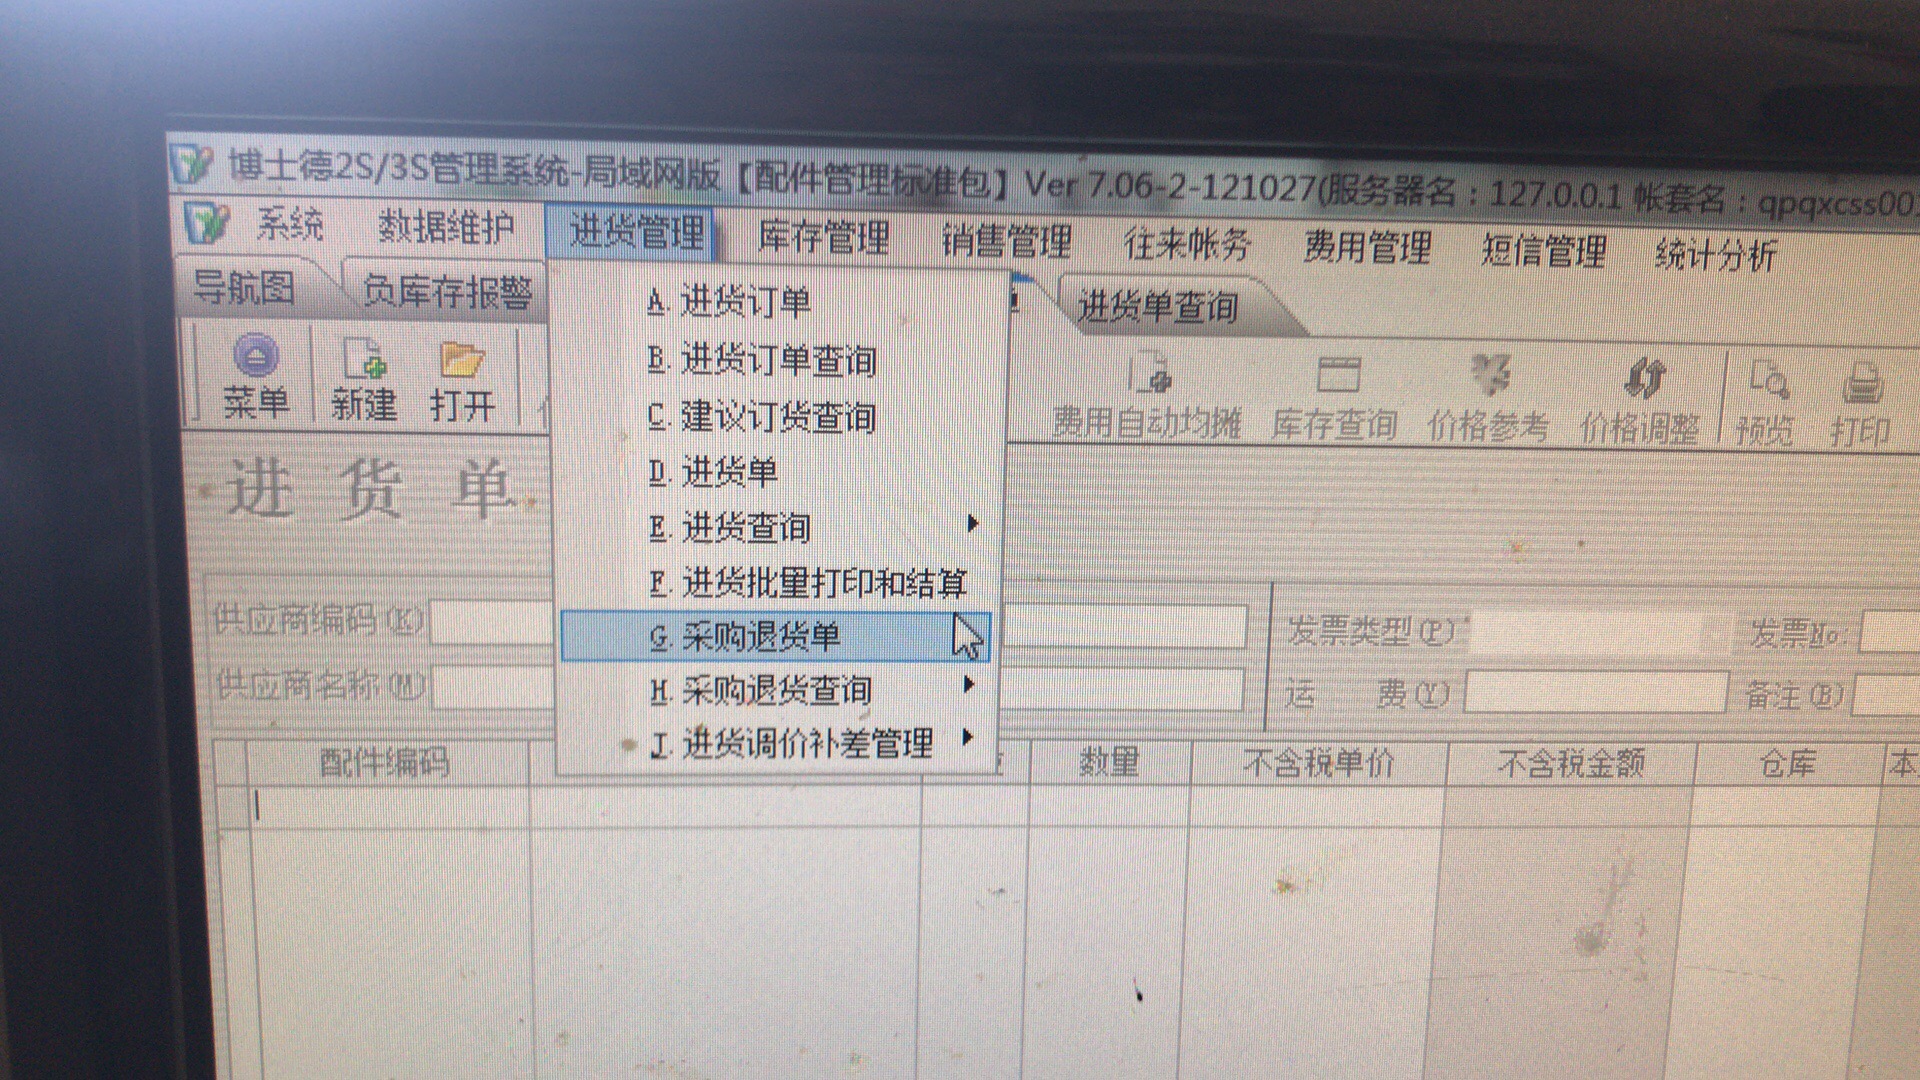 博士德2S/3S管理系统-局域网版【配件管理标准包】Ver 7.06-2-121027(服务器名：127.0.0.1 帐套名：qpqxcss00
系统 数据维护 进货管理 库存管理 销售管理 往来帐务 费用管理 短信管理 统计分析
导航图 负库存报警 进货单查询
菜单 新建 打开 费用自动均摊 库存查询 价格参考 价格调整 预览 打印
进货单
A. 进货订单
B. 进货订单查询
C. 建议订货查询
D. 进货单
E. 进货查询
F. 进货批量打印和结算
G. 采购退货单
H. 采购退货查询
J. 进货调价补差管理
供应商编码(K) 发票类型(P) 发票No:
供应商名称(M) 运 费(Y) 备注(B)
配件编码 数量 不含税单价 不含税金额 仓库 本